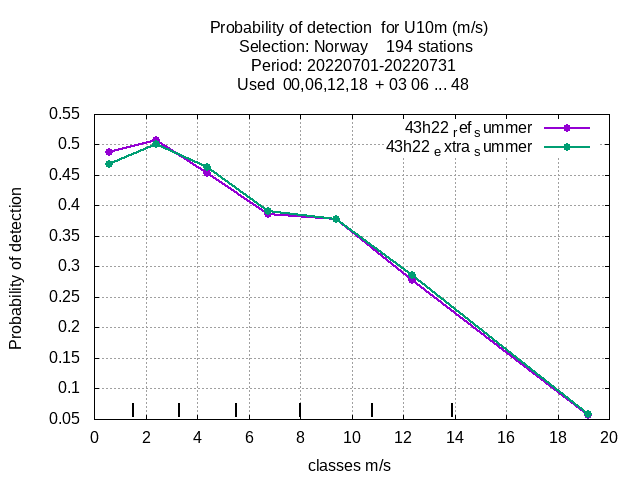 Probability of detection  for U10m (m/s)
Selection: Norway    194 stations
Period: 20220701-20220731
Used  00,06,12,18  + 03 06 ... 48
43h22 ref summer
43h22 extra summer
0.55
0.5
0.45
0.4
0.35
0.3
0.25
0.2
0.15
0.1
0.05
Probability of detection
0 2 4 6 8 10 12 14 16 18 20
classes m/s